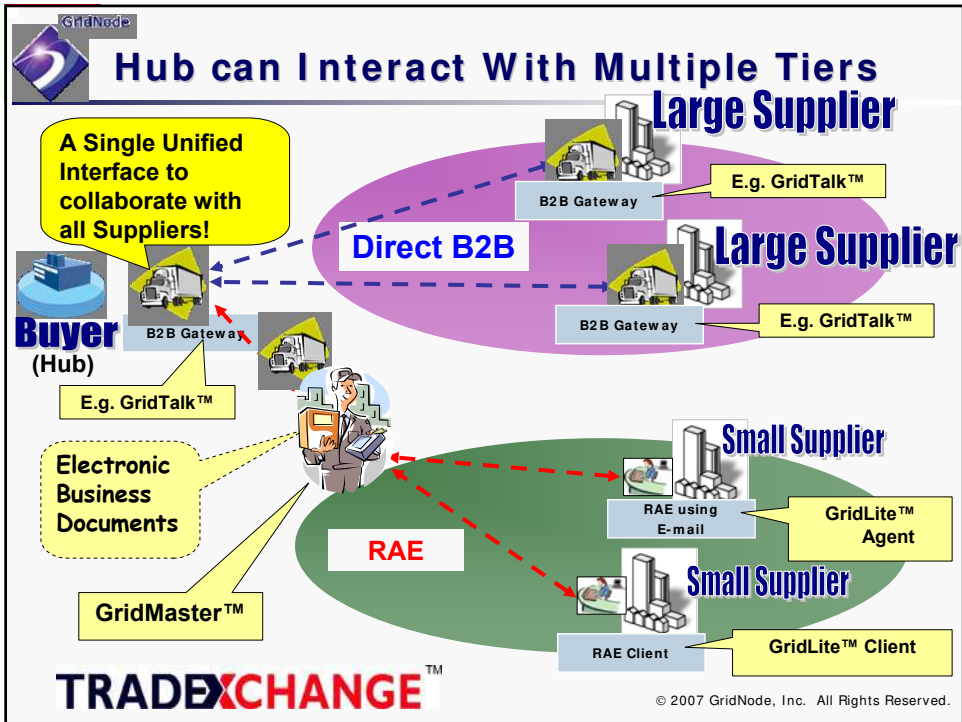 GridNode
Hub can Interact With Multiple Tiers
Large Supplier
A Single Unified
Interface to
collaborate with
all Suppliers!
E.g. GridTalk™
B2B Gateway
Direct B2B
Large Supplier
B2B Gateway
E.g. GridTalk™
Buyer
(Hub)
B2B Gateway
E.g. GridTalk™
Electronic
Business
Documents
Small Supplier
RAE using
E-mail
GridLite™
Agent
RAE
Small Supplier
GridMaster™
RAE Client
GridLite™ Client
TRADEXCHANGE™
© 2007 GridNode, Inc. All Rights Reserved.